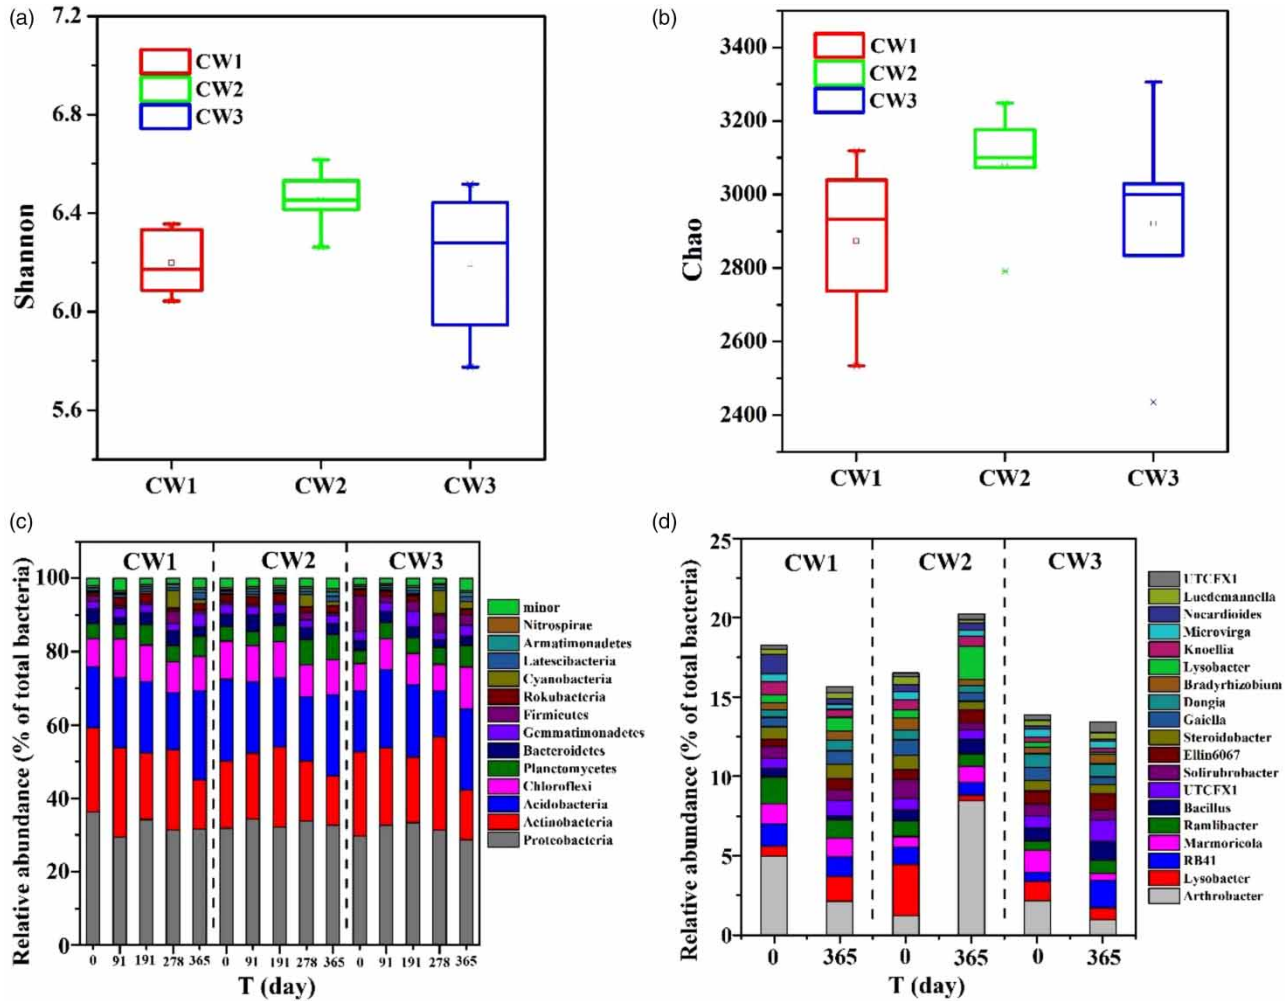 (a)
7.2
6.8
6.4
6.0
5.6
Shannon
CW1
CW2
CW3
CW1
CW2
CW3
(b)
3400
3200
3000
2800
2600
2400
Chao
CW1
CW2
CW3
CW1
CW2
CW3
(c)
Relative abundance (% of total bacteria)
100
80
60
40
20
0
CW1
CW2
CW3
0 91 191 278 365 0 91 191 278 365 0 91 191 278 365
T (day)
minor
Nitrospirae
Armatimonadetes
Latescibacteria
Cyanobacteria
Rokubacteria
Firmicutes
Gemmatimonadetes
Bacteroidetes
Planctomycetes
Chloroflexi
Acidobacteria
Actinobacteria
Proteobacteria
(d)
Relative abundance (% of total bacteria)
25
20
15
10
5
0
CW1
CW2
CW3
0 365 0 365 0 365
T (day)
UTCFX1
Luedemannella
Nocardioides
Microvirga
Knoellia
Lysobacter
Bradyrhizobium
Dongia
Gaiella
Steroidobacter
Ellin6067
Solirubrobacter
UTCFX1
Bacillus
Ramlibacter
Marmoricola
RB41
Lysobacter
Arthrobacter